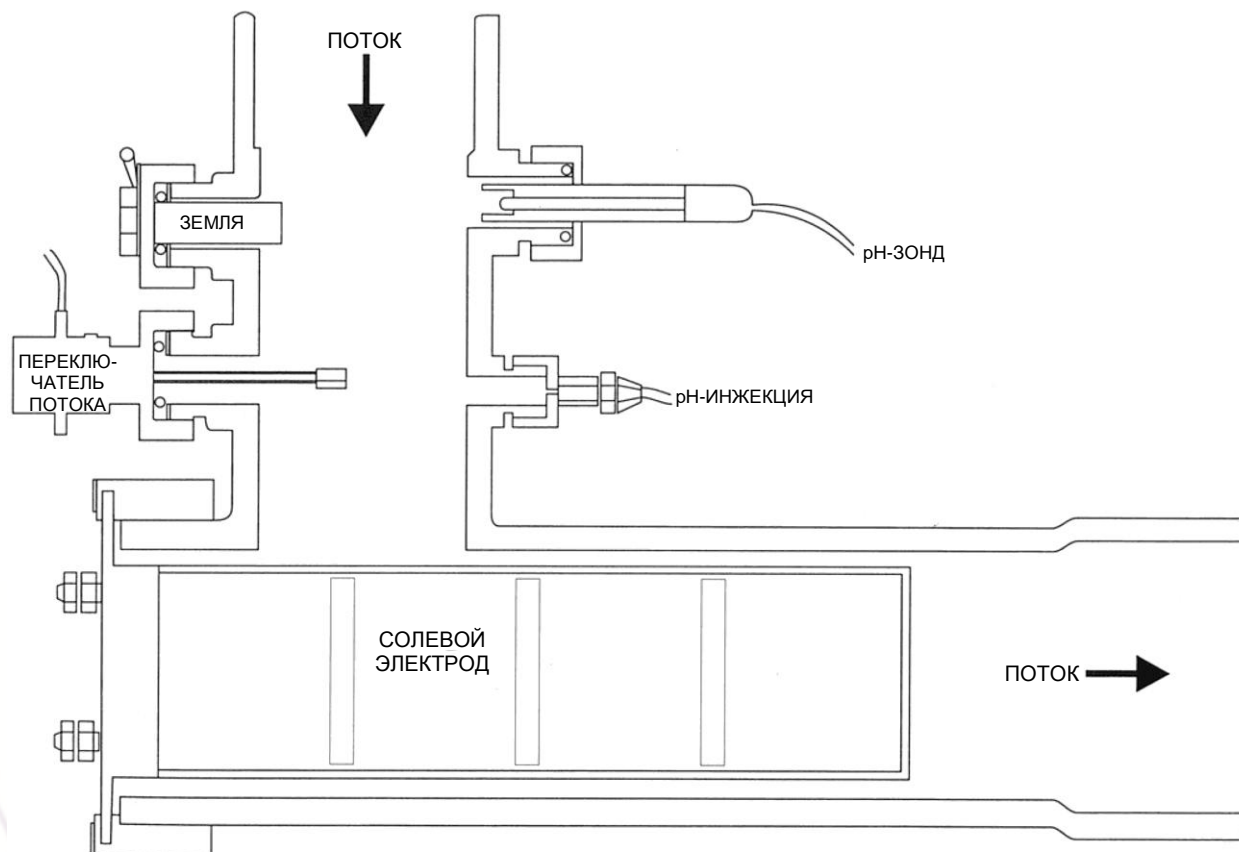 ПОТОК
ЗЕМЛЯ
pH-ЗОНД
ПЕРЕКЛЮ-
ЧАТЕЛЬ
ПОТОКА
pH-ИНЖЕКЦИЯ
СОЛЕВОЙ
ЭЛЕКТРОД
ПОТОК